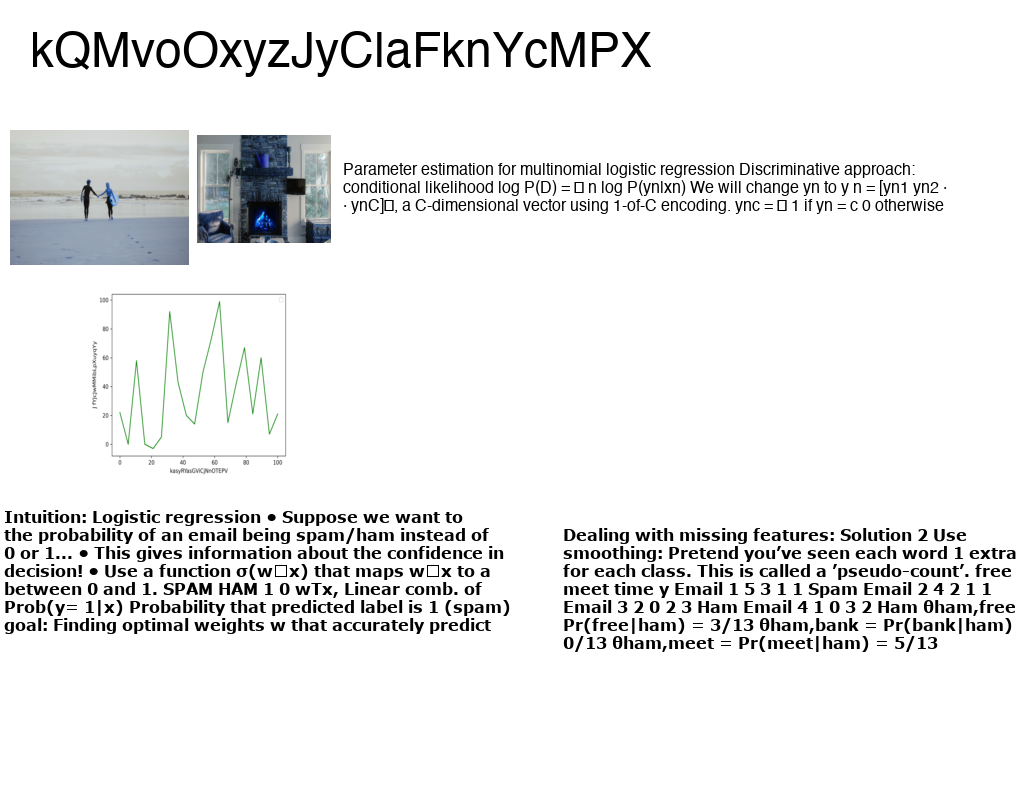 kQMvoOxyzJyClaFknYcMPX
Parameter estimation for multinomial logistic regression Discriminative approach:
conditional likelihood log P(D) = □ n log P(yn|xn) We will change yn to y n = [yn1 yn2 ·
· ynC]□, a C-dimensional vector using 1-of-C encoding. ync = □ 1 if yn = c 0 otherwise
100
80
60
40
20
0
0 20 40 60 80 100
Intuition: Logistic regression • Suppose we want to
the probability of an email being spam/ham instead of
0 or 1... • This gives information about the confidence in
decision! • Use a function σ(w□x) that maps w□x to a
between 0 and 1. SPAM HAM 1 0 wTx, Linear comb. of
Prob(y= 1|x) Probability that predicted label is 1 (spam)
goal: Finding optimal weights w that accurately predict
Dealing with missing features: Solution 2 Use
smoothing: Pretend you’ve seen each word 1 extra
for each class. This is called a ’pseudo-count’. free
meet time y Email 1 5 3 1 1 Spam Email 2 4 2 1 1
Email 3 2 0 2 3 Ham Email 4 1 0 3 2 Ham θham,free
Pr(free|ham) = 3/13 θham,bank = Pr(bank|ham)
0/13 θham,meet = Pr(meet|ham) = 5/13